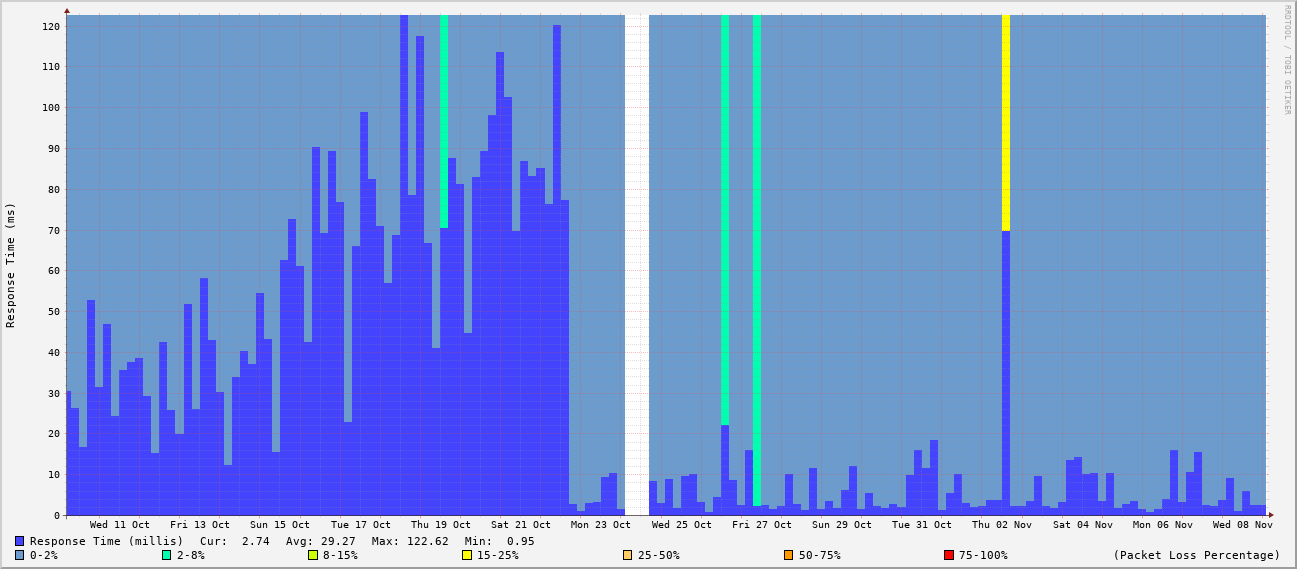 RRDTOOL / TOBI OETIKER
Response Time (ms)
120
110
100
90
80
70
60
50
40
30
20
10
0
Wed 11 Oct Fri 13 Oct Sun 15 Oct Tue 17 Oct Thu 19 Oct Sat 21 Oct Mon 23 Oct Wed 25 Oct Fri 27 Oct Sun 29 Oct Tue 31 Oct Thu 02 Nov Sat 04 Nov Mon 06 Nov Wed 08 Nov
Response Time (millis) Cur: 2.74 Avg: 29.27 Max: 122.62 Min: 0.95
0-2% 2-8% 8-15% 15-25% 25-50% 50-75% 75-100% (Packet Loss Percentage)